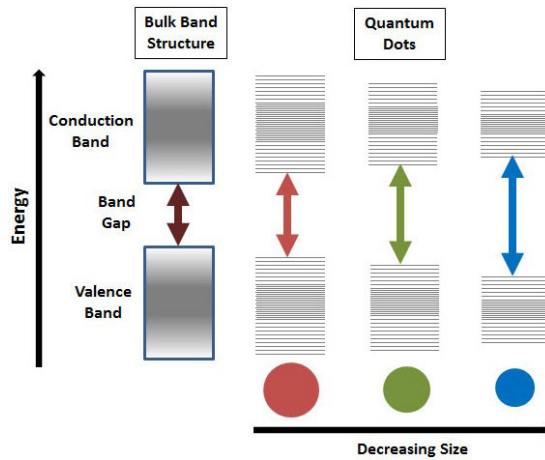 Bulk Band
Structure
Quantum
Dots
Conduction
Band
Band
Gap
Valence
Band
Energy
Decreasing Size